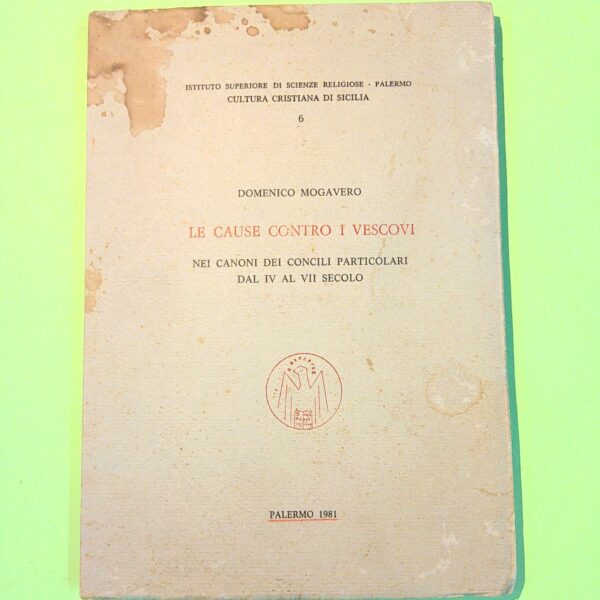 ISTITUTO SUPERIORE DI SCIENZE RELIGIOSE - PALERMO
CULTURA CRISTIANA DI SICILIA
6
DOMENICO MOGAVERO
LE CAUSE CONTRO I VESCOVI
NEI CANONI DEI CONCILI PARTICOLARI
DAL IV AL VII SECOLO
PALERMO 1981